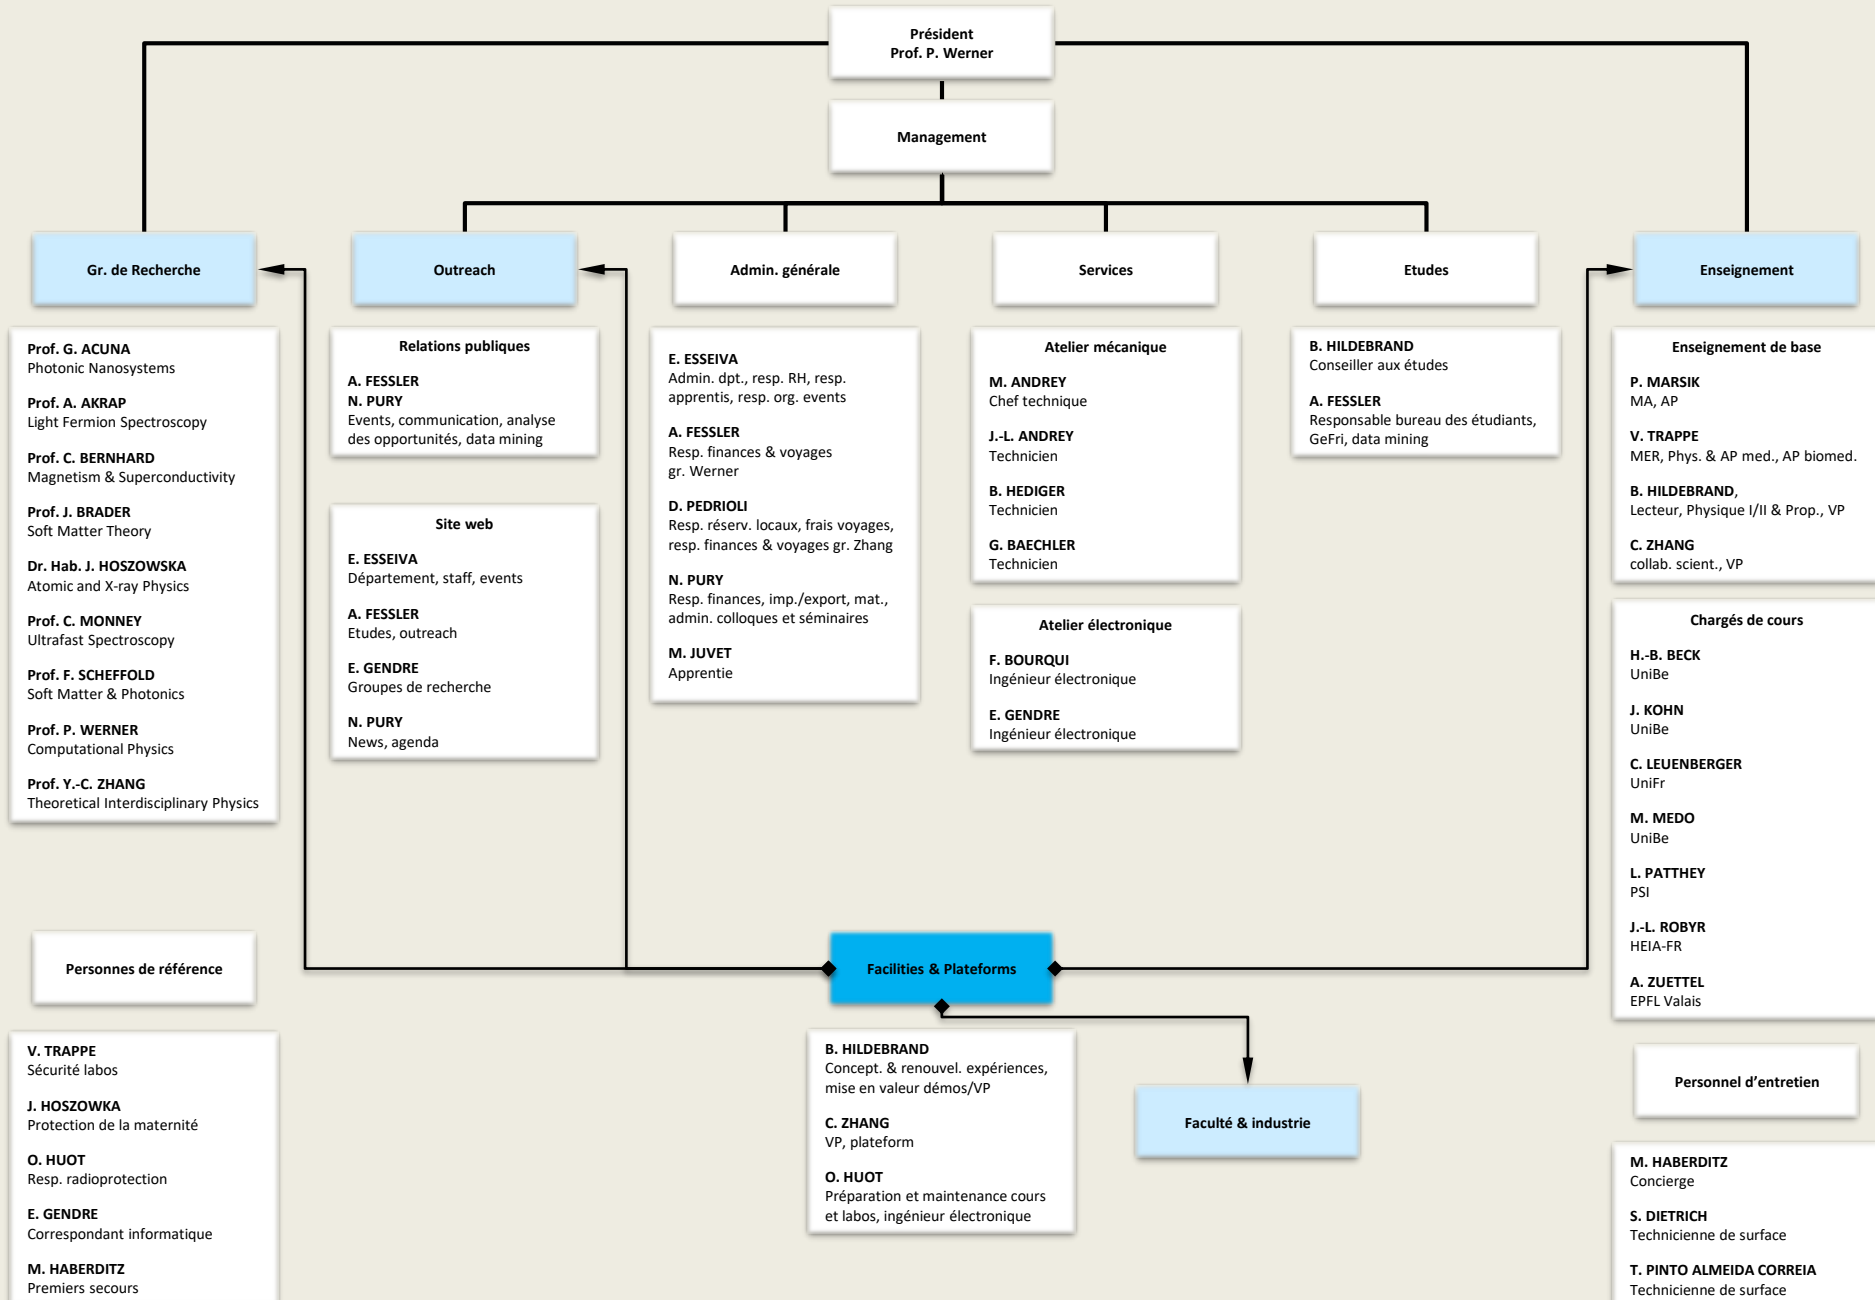 Président
Prof. P. Werner
Management
Gr. de Recherche
Outreach
Admin. générale
Services
Etudes
Enseignement
Prof. G. ACUNA
Photonic Nanosystems
Prof. A. AKRAP
Light Fermion Spectroscopy
Prof. C. BERNHARD
Magnetism & Superconductivity
Prof. J. BRADER
Soft Matter Theory
Dr. Hab. J. HOSZOWSKA
Atomic and X-ray Physics
Prof. C. MONNEY
Ultrafast Spectroscopy
Prof. F. SCHEFFOLD
Soft Matter & Photonics
Prof. P. WERNER
Computational Physics
Prof. Y.-C. ZHANG
Theoretical Interdisciplinary Physics
Relations publiques
A. FESSLER
N. PURY
Events, communication, analyse
des opportunités, data mining
Site web
E. ESSEIVA
Département, staff, events
A. FESSLER
Etudes, outreach
E. GENDRE
Groupes de recherche
N. PURY
News, agenda
E. ESSEIVA
Admin. dpt., resp. RH, resp.
apprentis, resp. org. events
A. FESSLER
Resp. finances & voyages
gr. Werner
D. PEDRIOLI
Resp. réserv. locaux, frais voyages,
resp. finances & voyages gr. Zhang
N. PURY
Resp. finances, imp./export, mat.,
admin. colloques et séminaires
M. JUVET
Apprentie
Atelier mécanique
M. ANDREY
Chef technique
J.-L. ANDREY
Technicien
B. HEDIGER
Technicien
G. BAECHLER
Technicien
Atelier électronique
F. BOURQUI
Ingénieur électronique
E. GENDRE
Ingénieur électronique
B. HILDEBRAND
Conseiller aux études
A. FESSLER
Responsable bureau des étudiants,
GeFri, data mining
Enseignement de base
P. MARSIK
MA, AP
V. TRAPPE
MER, Phys. & AP med., AP biomed.
B. HILDEBRAND,
Lecteur, Physique I/II & Prop., VP
C. ZHANG
collab. scient., VP
Chargés de cours
H.-B. BECK
UniBe
J. KOHN
UniBe
C. LEUENBERGER
UniFr
M. MEDO
UniBe
L. PATTHEY
PSI
J.-L. ROBYR
HEIA-FR
A. ZUETTEL
EPFL Valais
Personnes de référence
V. TRAPPE
Sécurité labos
J. HOSZOWKA
Protection de la maternité
O. HUOT
Resp. radioprotection
E. GENDRE
Correspondant informatique
M. HABERDITZ
Premiers secours
Facilities & Plateforms
B. HILDEBRAND
Concept. & renouvel. expériences,
mise en valeur démos/VP
C. ZHANG
VP, plateform
O. HUOT
Préparation et maintenance cours
et labos, ingénieur électronique
Faculté & industrie
Personnel d’entretien
M. HABERDITZ
Concierge
S. DIETRICH
Technicienne de surface
T. PINTO ALMEIDA CORREIA
Technicienne de surface